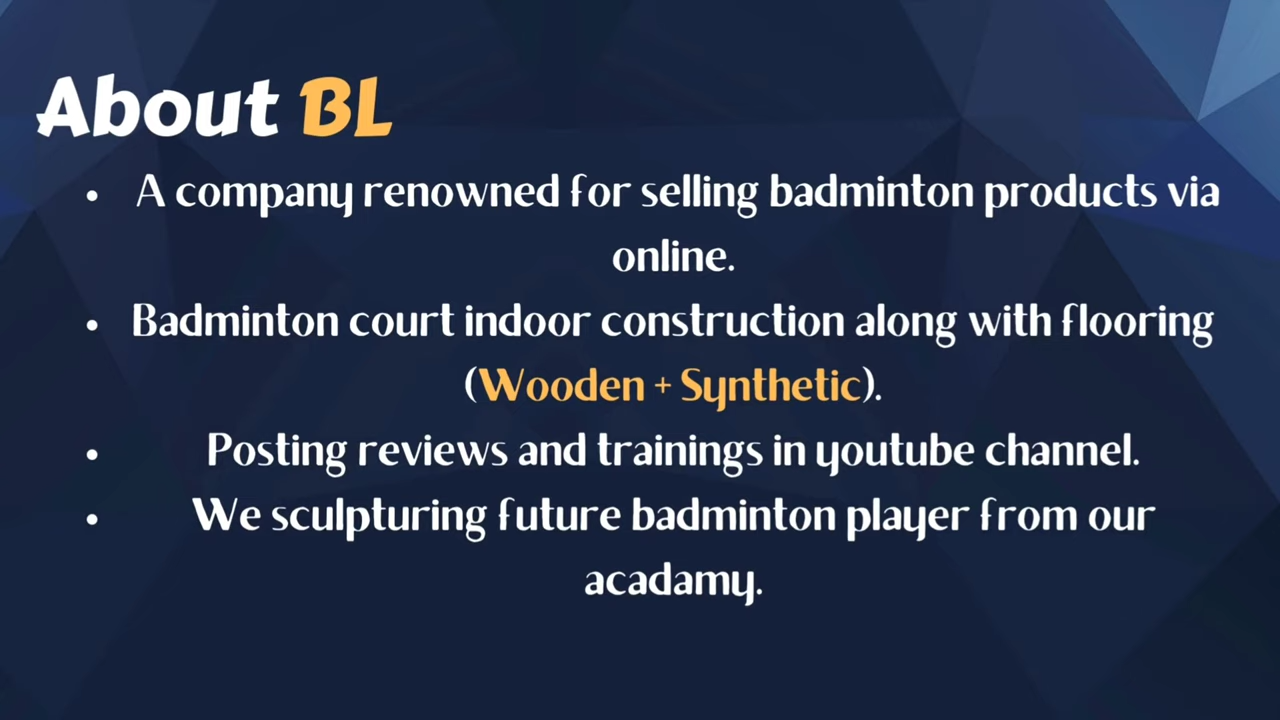 About BL
• A company renowned for selling badminton products via
online.
• Badminton court indoor construction along with flooring
(Wooden + Synthetic).
• Posting reviews and trainings in youtube channel.
• We sculpturing future badminton player from our
acadamy.